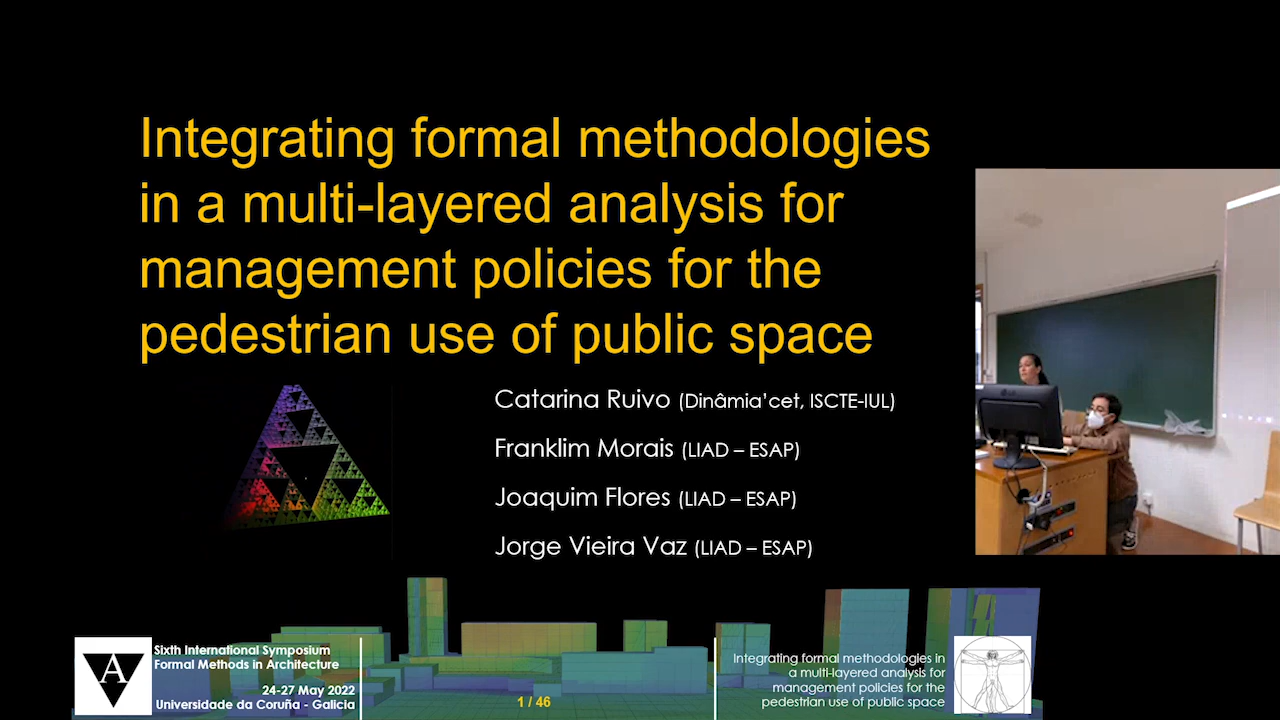 Integrating formal methodologies
in a multi-layered analysis for
management policies for the
pedestrian use of public space
Catarina Ruivo (Dinâmia'cet, ISCTE-IUL)
Franklim Morais (LIAD – ESAP)
Joaquim Flores (LIAD – ESAP)
Jorge Vieira Vaz (LIAD – ESAP)
A
Sixth International Symposium
Formal Methods in Architecture
24-27 May 2022
Universidade da Coruña - Galicia
1 / 46
Integrating formal methodologies in
a multi-layered analysis for
management policies for the
pedestrian use of public space
LG